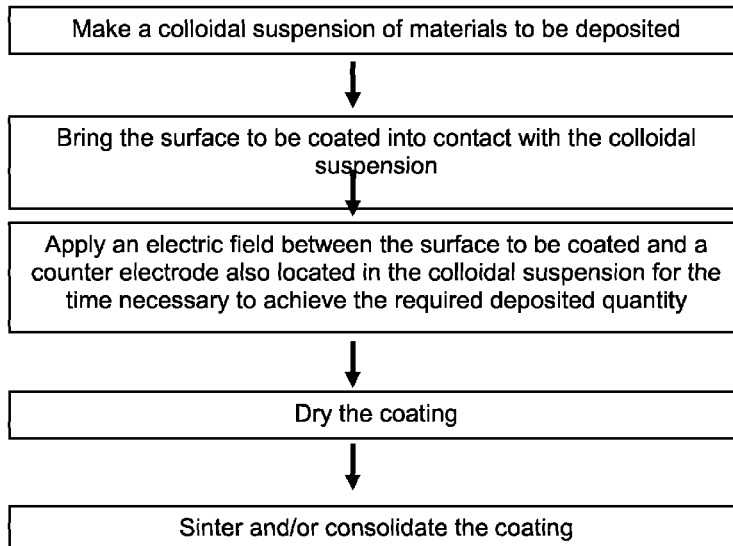 Make a colloidal suspension of materials to be deposited
Bring the surface to be coated into contact with the colloidal
suspension
Apply an electric field between the surface to be coated and a
counter electrode also located in the colloidal suspension for the
time necessary to achieve the required deposited quantity
Dry the coating
Sinter and/or consolidate the coating